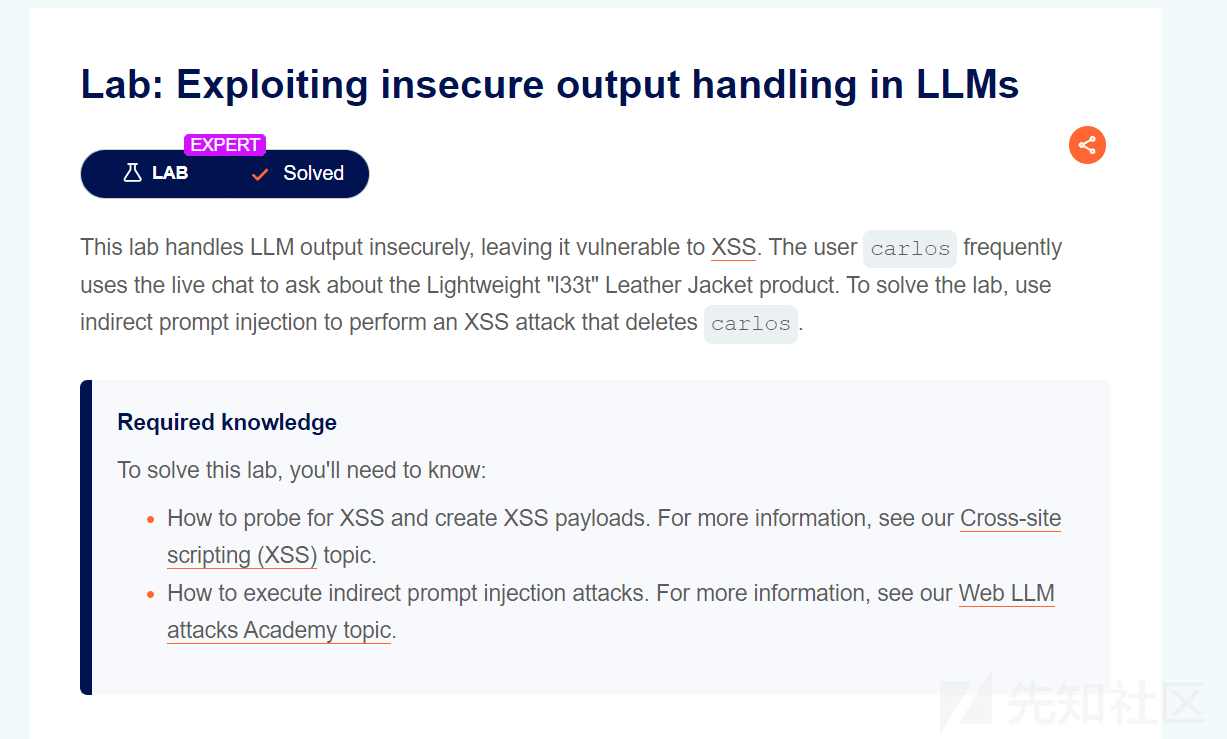 Lab: Exploiting insecure output handling in LLMs
EXPERT
LAB Solved
This lab handles LLM output insecurely, leaving it vulnerable to XSS. The user carlos frequently
uses the live chat to ask about the Lightweight "l33t" Leather Jacket product. To solve the lab, use
indirect prompt injection to perform an XSS attack that deletes carlos.
Required knowledge
To solve this lab, you'll need to know:
• How to probe for XSS and create XSS payloads. For more information, see our Cross-site
scripting (XSS) topic.
• How to execute indirect prompt injection attacks. For more information, see our Web LLM
attacks Academy topic.
先知社区